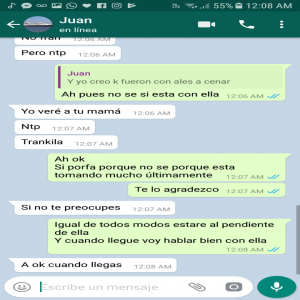 55% 12:08 AM
Juan
en línea
No fran
12:06 AM
Pero ntp 12:06 AM
Juan
Y yo creo k fueron con ales a cenar
Ah pues no se si esta con ella 12:06 AM
Yo veré a tu mamá 12:06 AM
Ntp 12:07 AM
Trankila 12:07 AM
Ah ok
Si porfa porque no se porque esta
tomando mucho últimamente 12:07 AM
Te lo agradezco 12:07 AM
Si no te preocupes 12:07 AM
Igual de todos modos estare al pendiente
de ella
Y cuando llegue voy hablar bien con ella
12:08 AM
A ok cuando llegas 12:08 AM
Escribe un mensaje